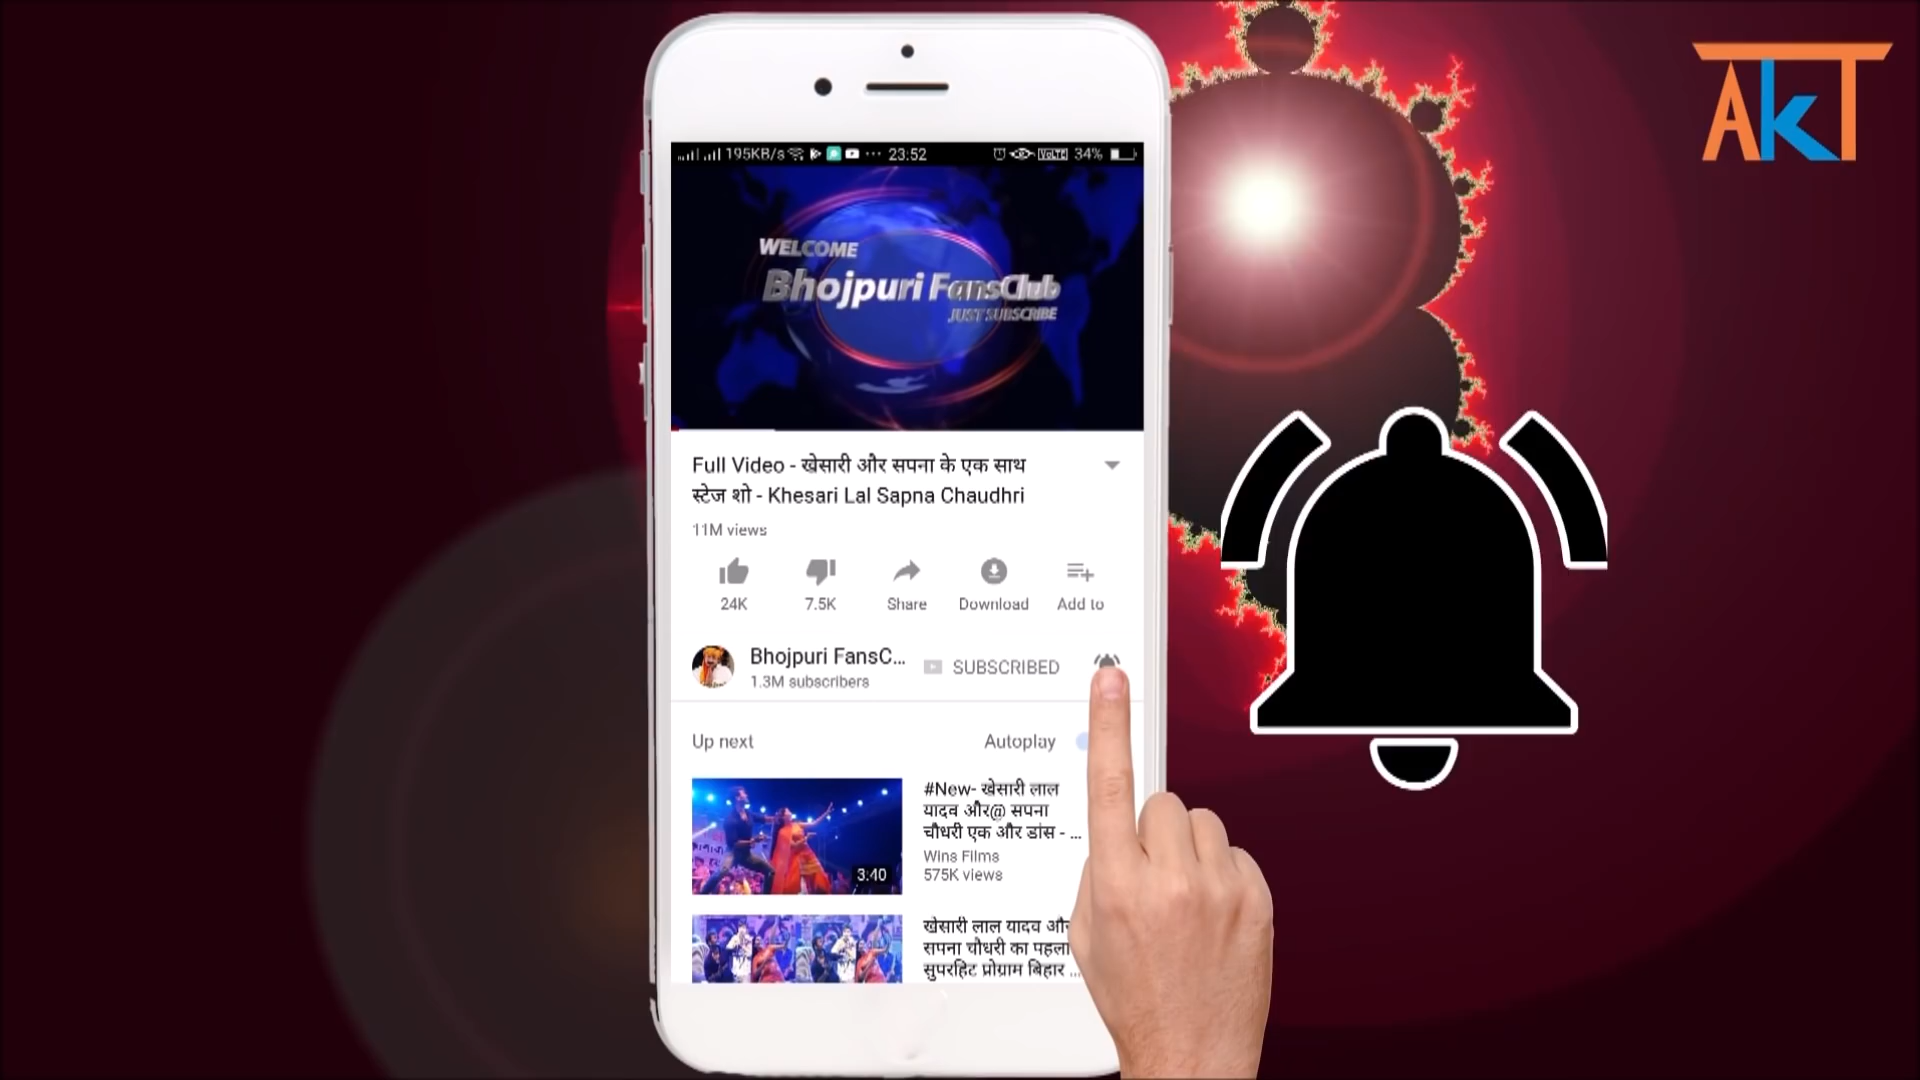 AKT
195KB/s ... 23:52 VoLTE 34%
WELCOME
Bhojpuri FansClub
JUST SUBSCRIBE
Full Video - खेसारी और सपना के एक साथ
स्टेज शो - Khesari Lal Sapna Chaudhri
11M views
24K 7.5K Share Download Add to
Bhojpuri FansC...
SUBSCRIBED
1.3M subscribers
Up next Autoplay
#New- खेसारी लाल
यादव और@ सपना
चौधरी एक और डांस - ...
Wins Films
575K views
3:40
खेसारी लाल यादव और
सपना चौधरी का पहला
सुपरहिट प्रोग्राम बिहार ...